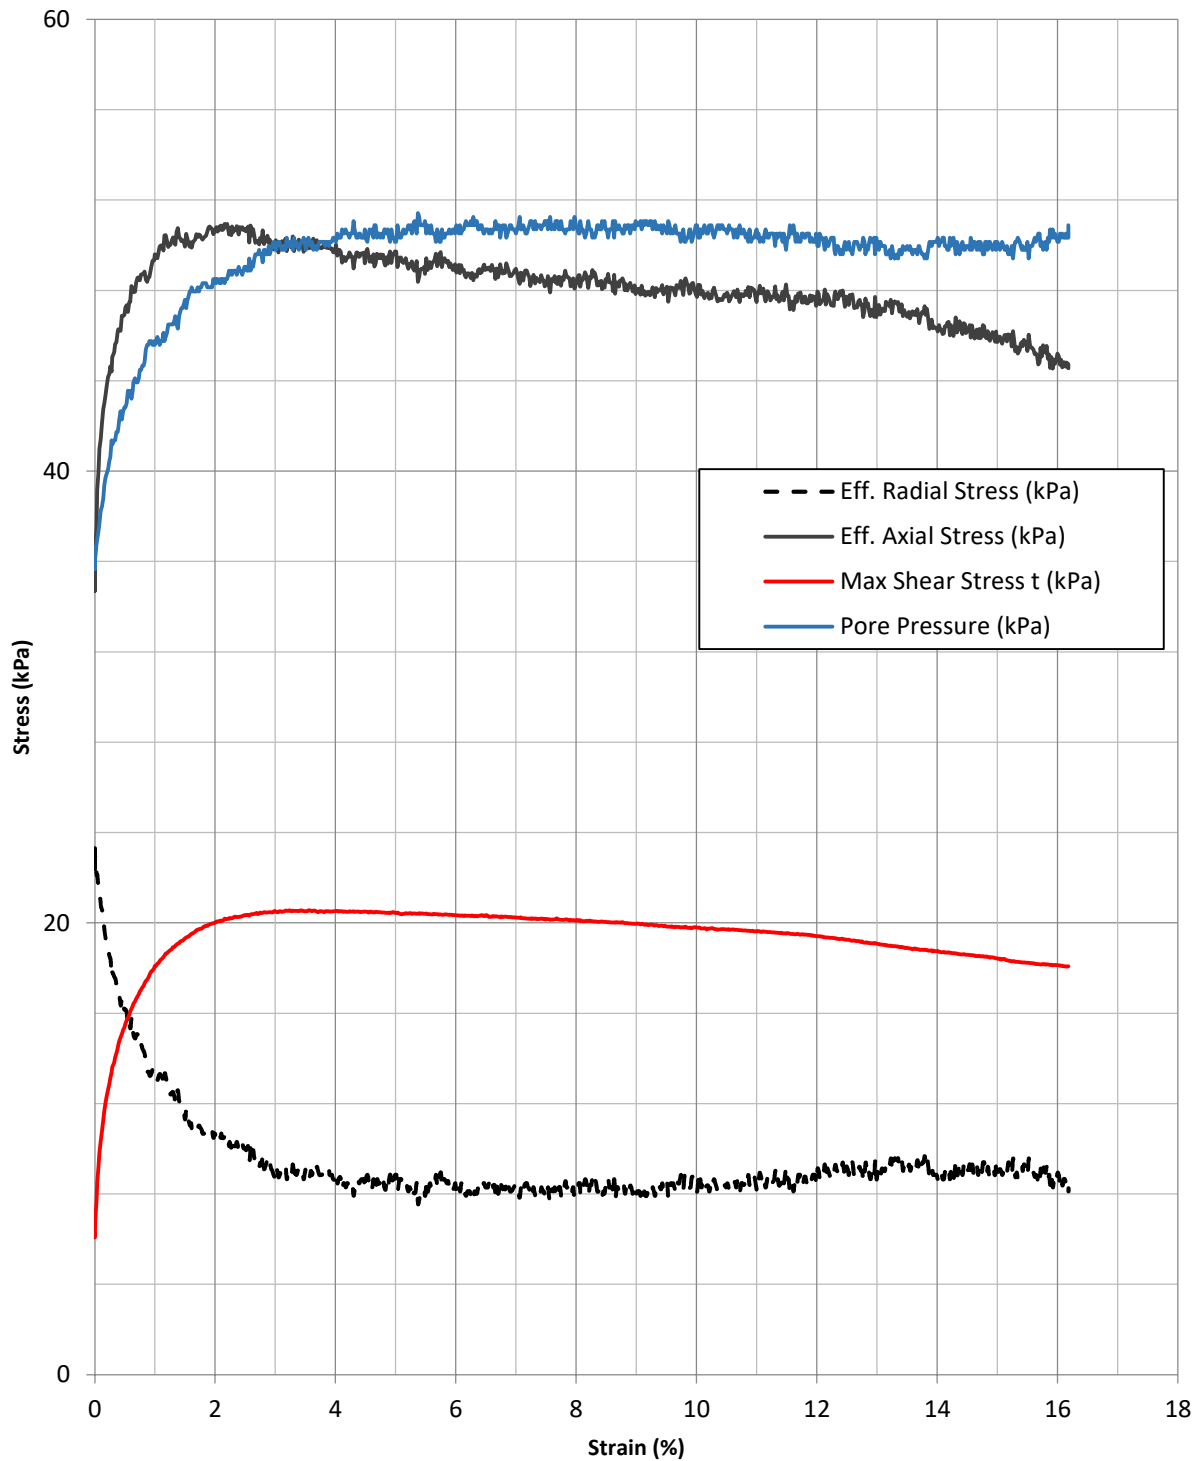 60
40
Eff. Radial Stress (kPa)
Eff. Axial Stress (kPa)
Max Shear Stress t (kPa)
Pore Pressure (kPa)
Stress (kPa)
20
0
0 2 4 6 8 10 12 14 16 18
Strain (%)